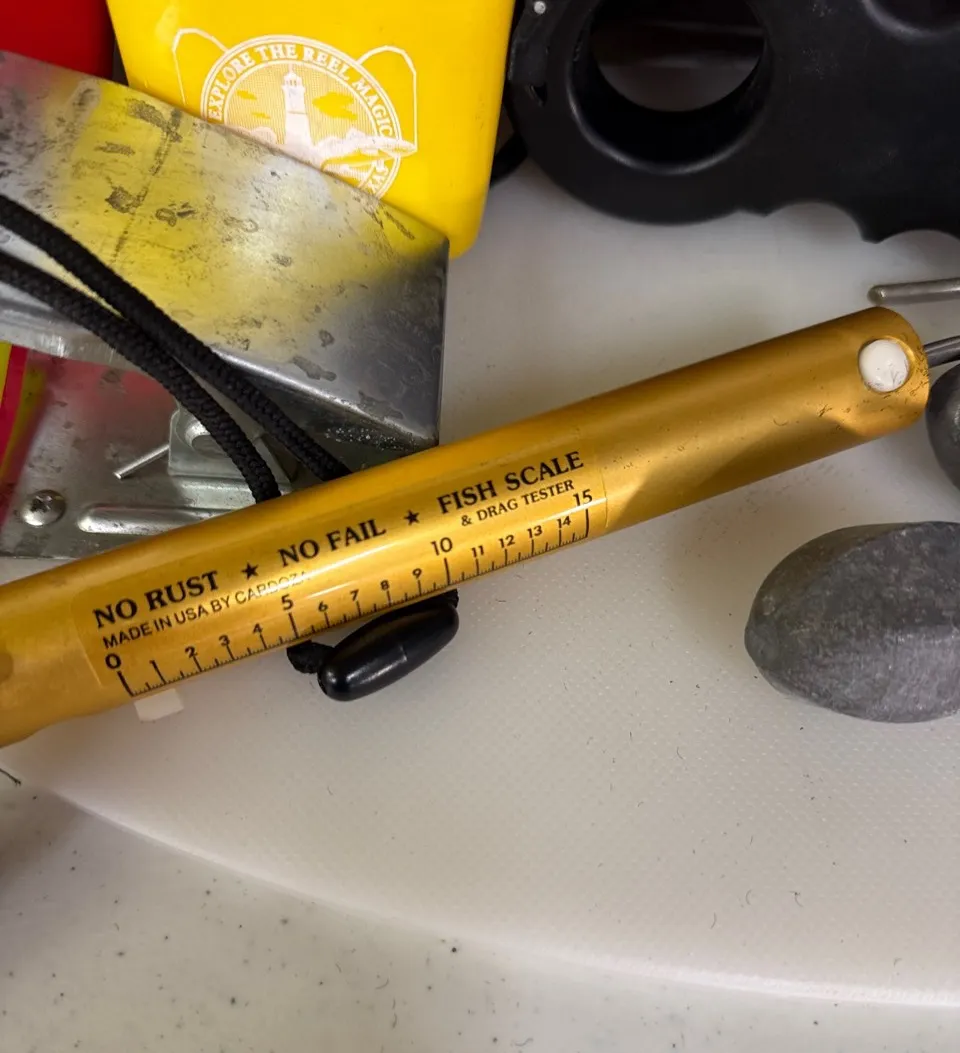 EXPLORE THE REEL MAGIC
NO RUST ★ NO FAIL ★ FISH SCALE
MADE IN USA BY CARDOZA
& DRAG TESTER
0 1 2 3 4 5 6 7 8 9 10 11 12 13 14 15